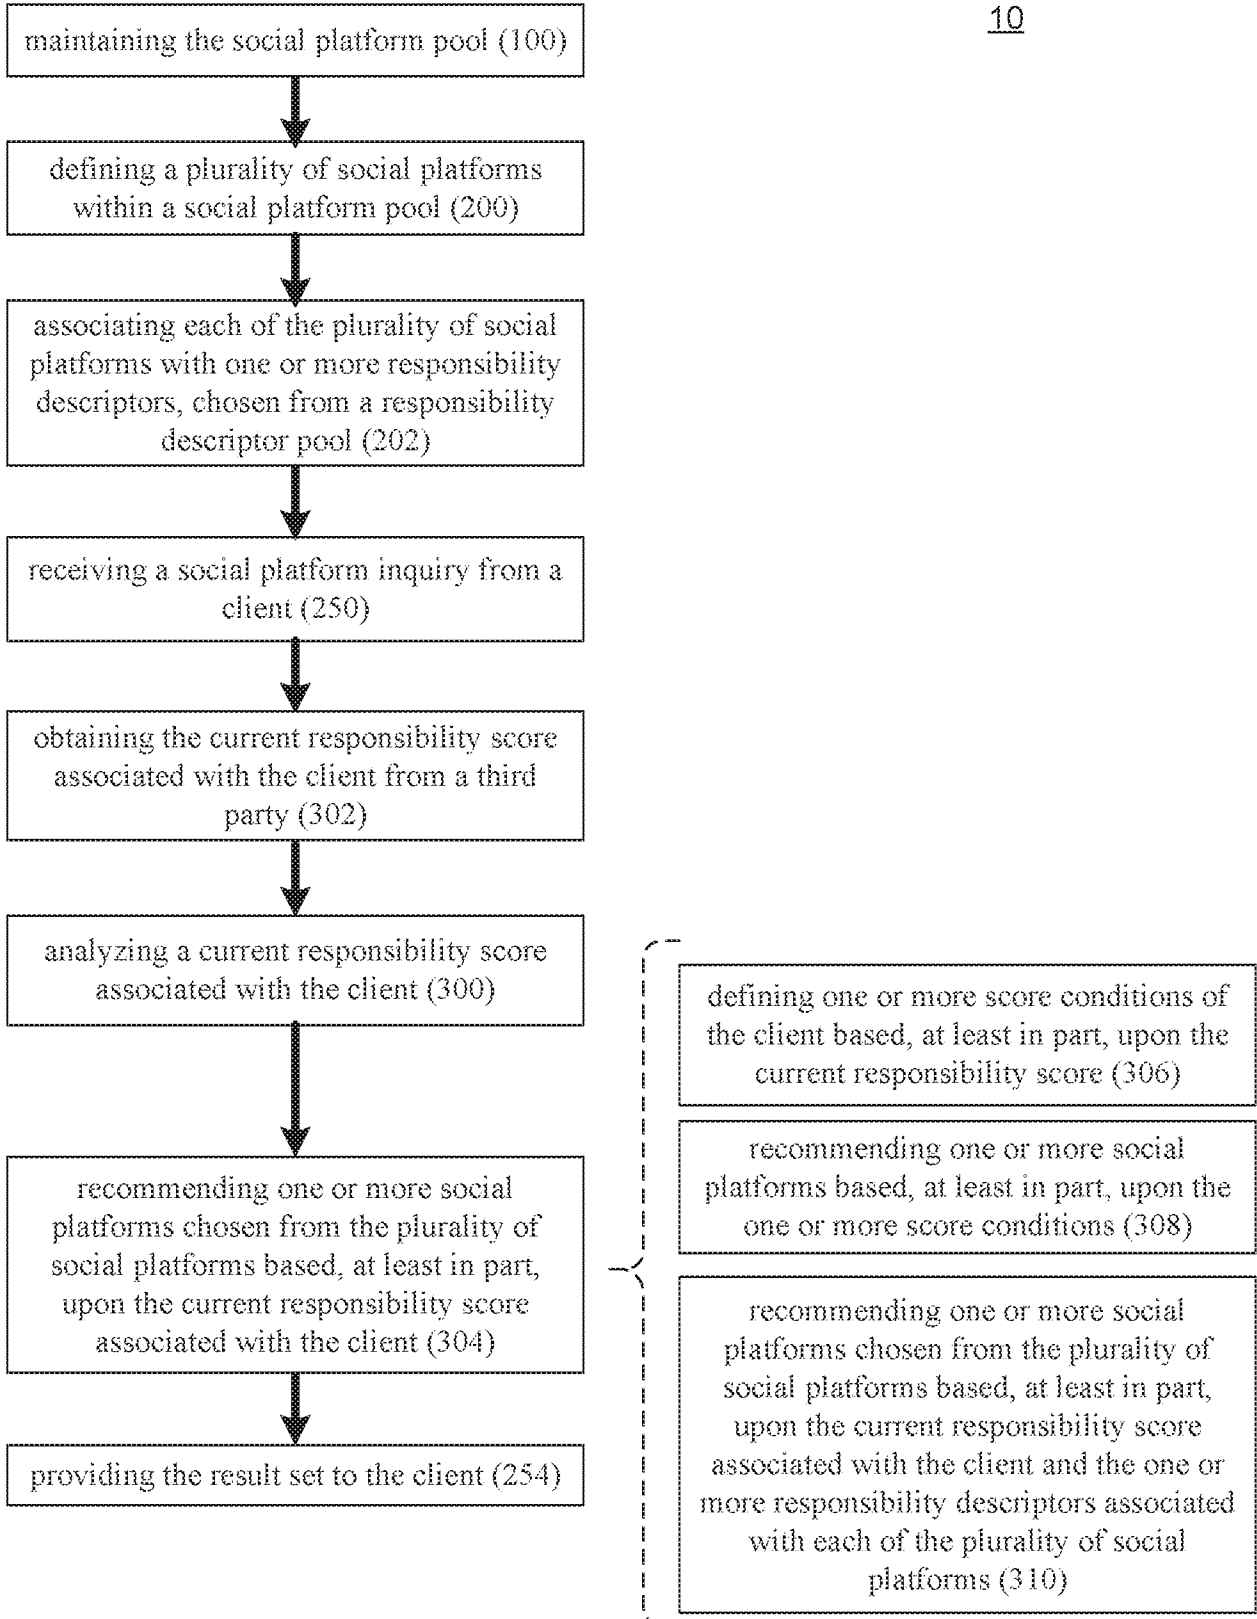 10
maintaining the social platform pool (100)
defining a plurality of social platforms
within a social platform pool (200)
associating each of the plurality of social
platforms with one or more responsibility
descriptors, chosen from a responsibility
descriptor pool (202)
receiving a social platform inquiry from a
client (250)
obtaining the current responsibility score
associated with the client from a third
party (302)
analyzing a current responsibility score
associated with the client (300)
recommending one or more social
platforms chosen from the plurality of
social platforms based, at least in part,
upon the current responsibility score
associated with the client (304)
providing the result set to the client (254)
defining one or more score conditions of
the client based, at least in part, upon the
current responsibility score (306)
recommending one or more social
platforms based, at least in part, upon the
one or more score conditions (308)
recommending one or more social
platforms chosen from the plurality of
social platforms based, at least in part,
upon the current responsibility score
associated with the client and the one or
more responsibility descriptors associated
with each of the plurality of social
platforms (310)